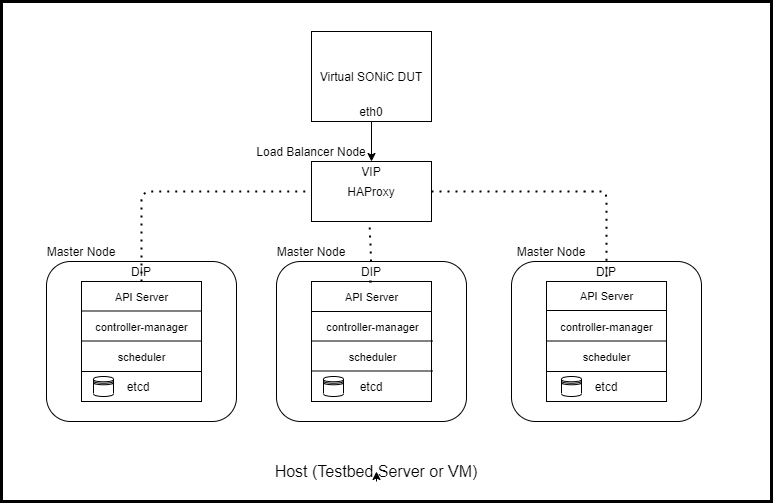 Virtual SONiC DUT
eth0
Load Balancer Node
VIP
HAProxy
Master Node
Master Node
Master Node
DIP
DIP
DIP
API Server
API Server
API Server
controller-manager
controller-manager
controller-manager
scheduler
scheduler
scheduler
etcd
etcd
etcd
Host (Testbed Server or VM)